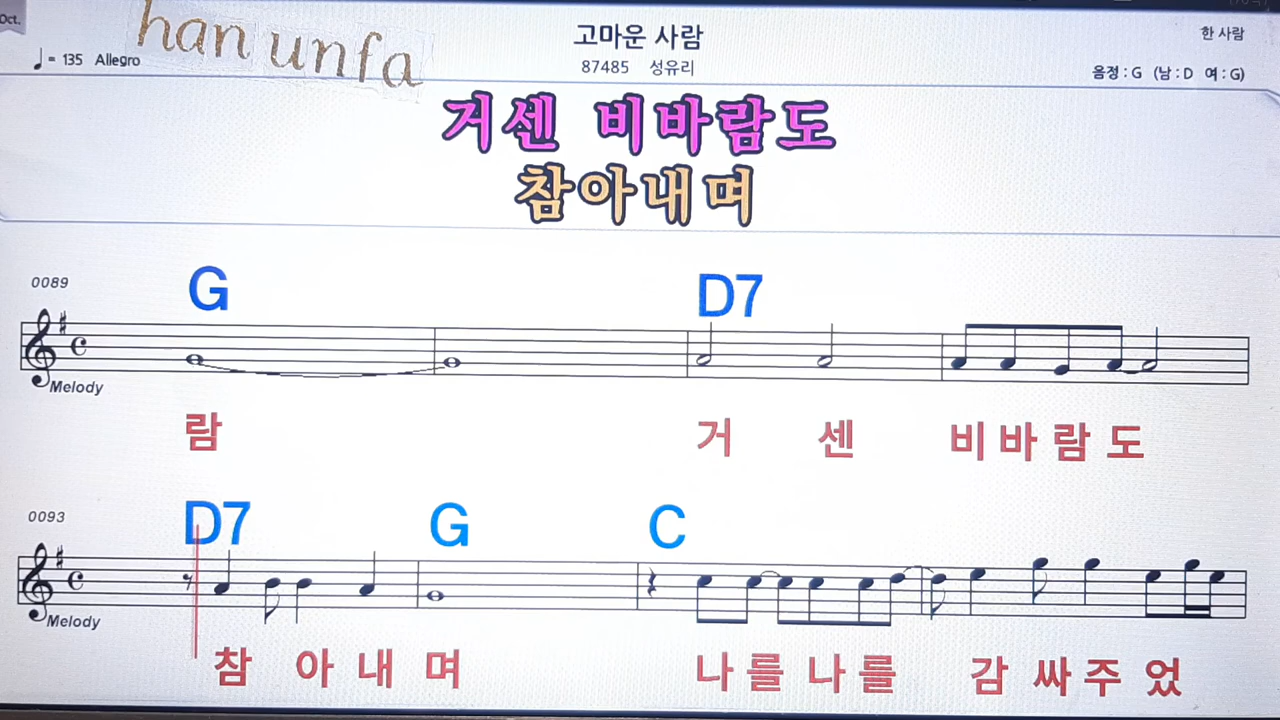 Oct.
han unfa
고마운 사람
한 사람
♩= 135 Allegro
87485 성유리
음정 : G (남 : D 여 : G)
거센 비바람도
참아내며
0089
G D7
Melody
람 거 센 비 바 람 도
0093
D7 G C
Melody
참 아 내 며 나 를 나 를 감 싸 주 었